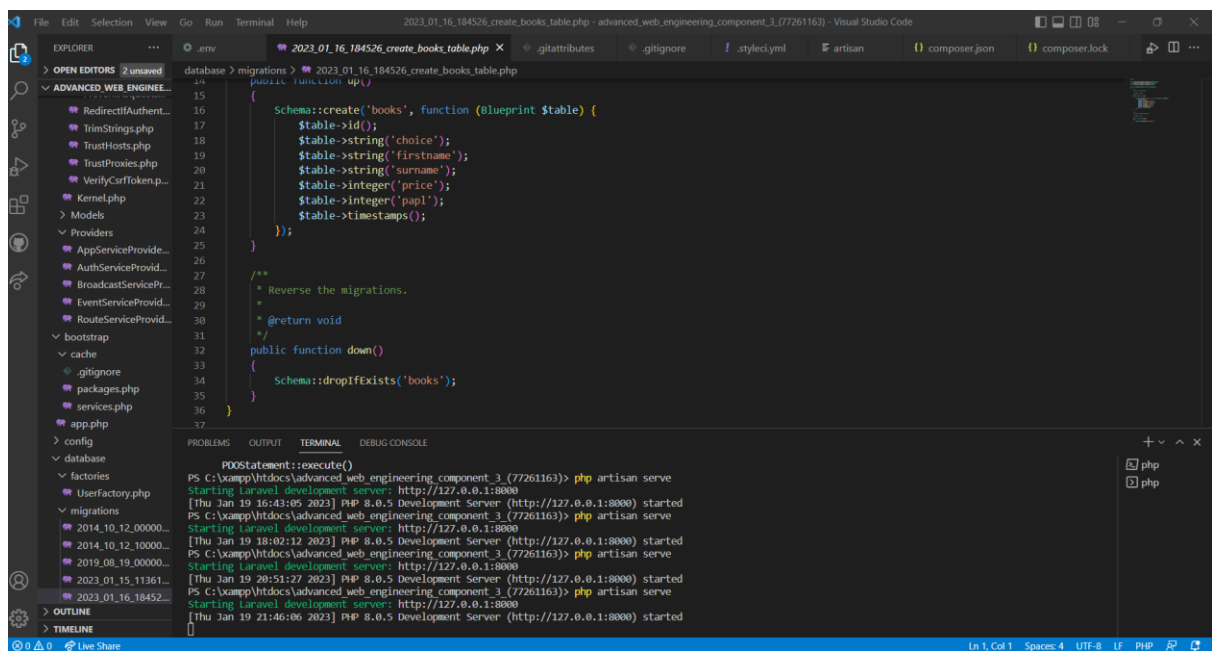 File Edit Selection View Go Run Terminal Help 2023_01_16_184526_create_books_table.php - advanced_web_engineering_component_3_(77261163) - Visual Studio Code
EXPLORER ...
.env 2023_01_16_184526_create_books_table.php .gitattributes .gitignore .styleci.yml artisan composer.json composer.lock
OPEN EDITORS 2 unsaved
database > migrations > 2023_01_16_184526_create_books_table.php
ADVANCED_WEB_ENGINEE...
RedirectIfAuthent...
TrimStrings.php
TrustHosts.php
TrustProxies.php
VerifyCsrfToken.p...
Kernel.php
Models
Providers
AppServiceProvide...
AuthServiceProvid...
BroadcastServicePr...
EventServiceProvid...
RouteServiceProvid...
bootstrap
cache
.gitignore
packages.php
services.php
app.php
config
database
factories
UserFactory.php
migrations
2014_10_12_00000...
2014_10_12_10000...
2019_08_19_00000...
2023_01_15_11361...
2023_01_16_18452...
OUTLINE
TIMELINE
14 public function up()
15 {
16 Schema::create('books', function (Blueprint $table) {
17 $table->id();
18 $table->string('choice');
19 $table->string('firstname');
20 $table->string('surname');
21 $table->integer('price');
22 $table->integer('papl');
23 $table->timestamps();
24 });
25 }
26
27 /**
28 * Reverse the migrations.
29 *
30 * @return void
31 */
32 public function down()
33 {
34 Schema::dropIfExists('books');
35 }
36 }
37
PROBLEMS OUTPUT TERMINAL DEBUG CONSOLE
PDOStatement::execute()
PS C:\xampp\htdocs\advanced_web_engineering_component_3_(77261163)> php artisan serve
Starting Laravel development server: http://127.0.0.1:8000
[Thu Jan 19 16:43:05 2023] PHP 8.0.5 Development Server (http://127.0.0.1:8000) started
PS C:\xampp\htdocs\advanced_web_engineering_component_3_(77261163)> php artisan serve
Starting Laravel development server: http://127.0.0.1:8000
[Thu Jan 19 18:02:12 2023] PHP 8.0.5 Development Server (http://127.0.0.1:8000) started
PS C:\xampp\htdocs\advanced_web_engineering_component_3_(77261163)> php artisan serve
Starting Laravel development server: http://127.0.0.1:8000
[Thu Jan 19 20:51:27 2023] PHP 8.0.5 Development Server (http://127.0.0.1:8000) started
PS C:\xampp\htdocs\advanced_web_engineering_component_3_(77261163)> php artisan serve
Starting Laravel development server: http://127.0.0.1:8000
[Thu Jan 19 21:46:06 2023] PHP 8.0.5 Development Server (http://127.0.0.1:8000) started
php
php
2
0 0 Live Share Ln 1, Col 1 Spaces: 4 UTF-8 LF PHP